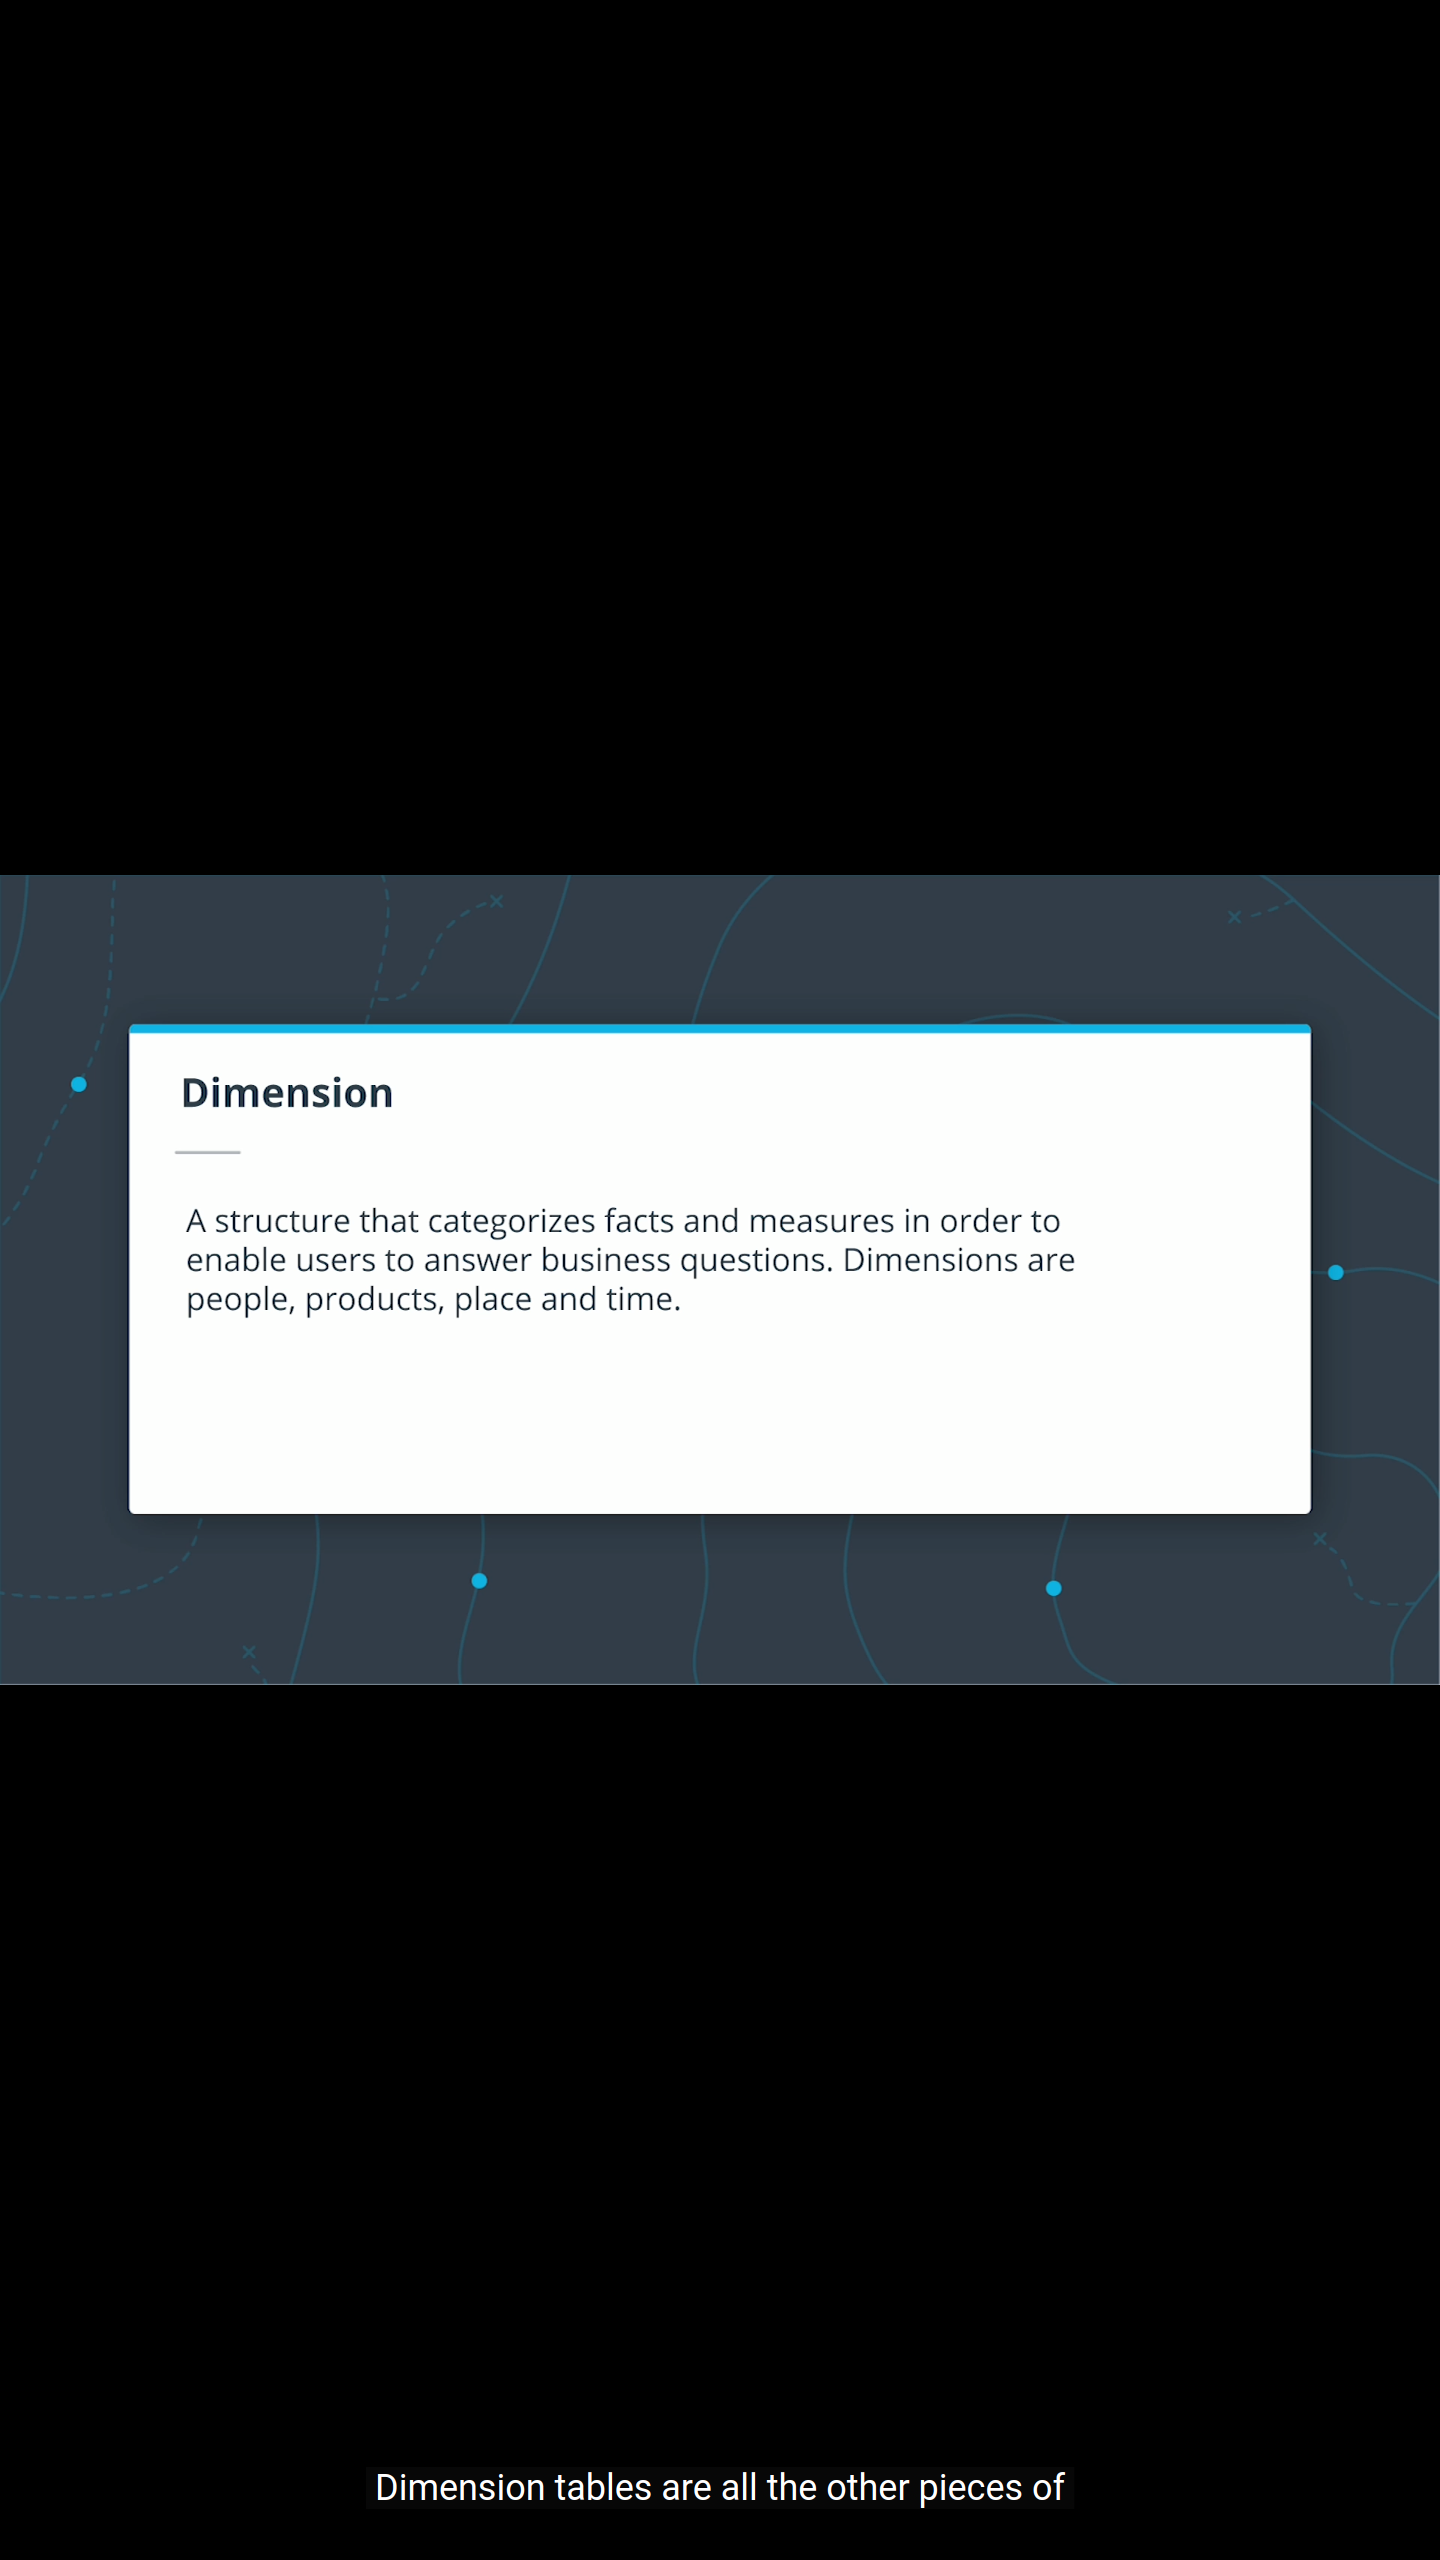 Dimension
A structure that categorizes facts and measures in order to
enable users to answer business questions. Dimensions are
people, products, place and time.
Dimension tables are all the other pieces of